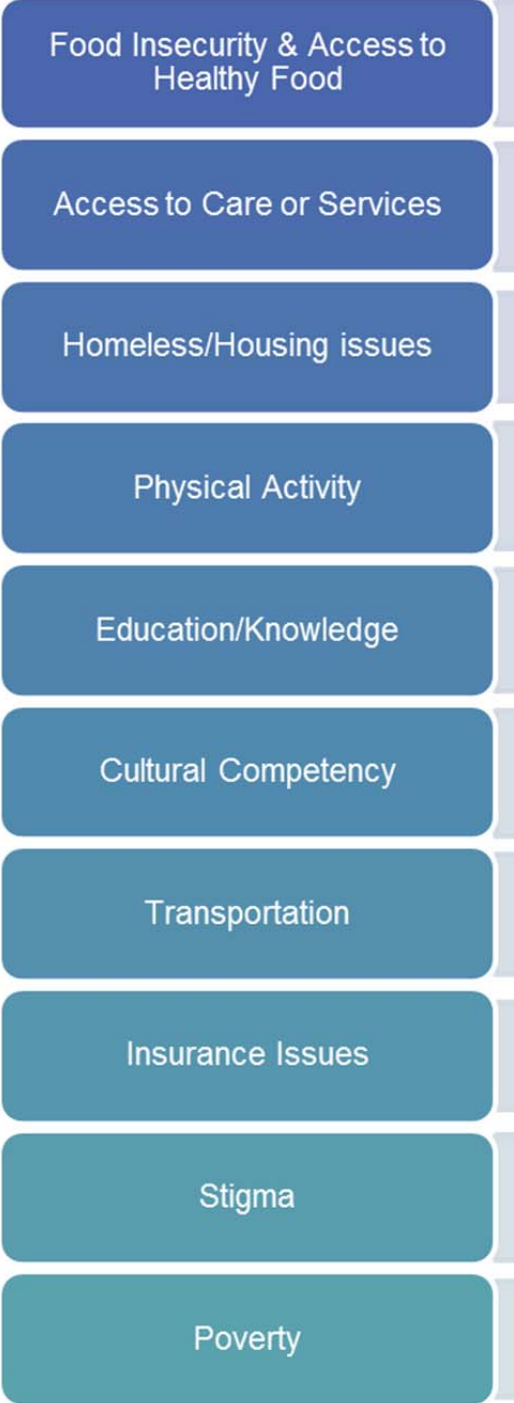 Food Insecurity & Access to
Healthy Food
Access to Care or Services
Homeless/Housing issues
Physical Activity
Education/Knowledge
Cultural Competency
Transportation
Insurance Issues
Stigma
Poverty